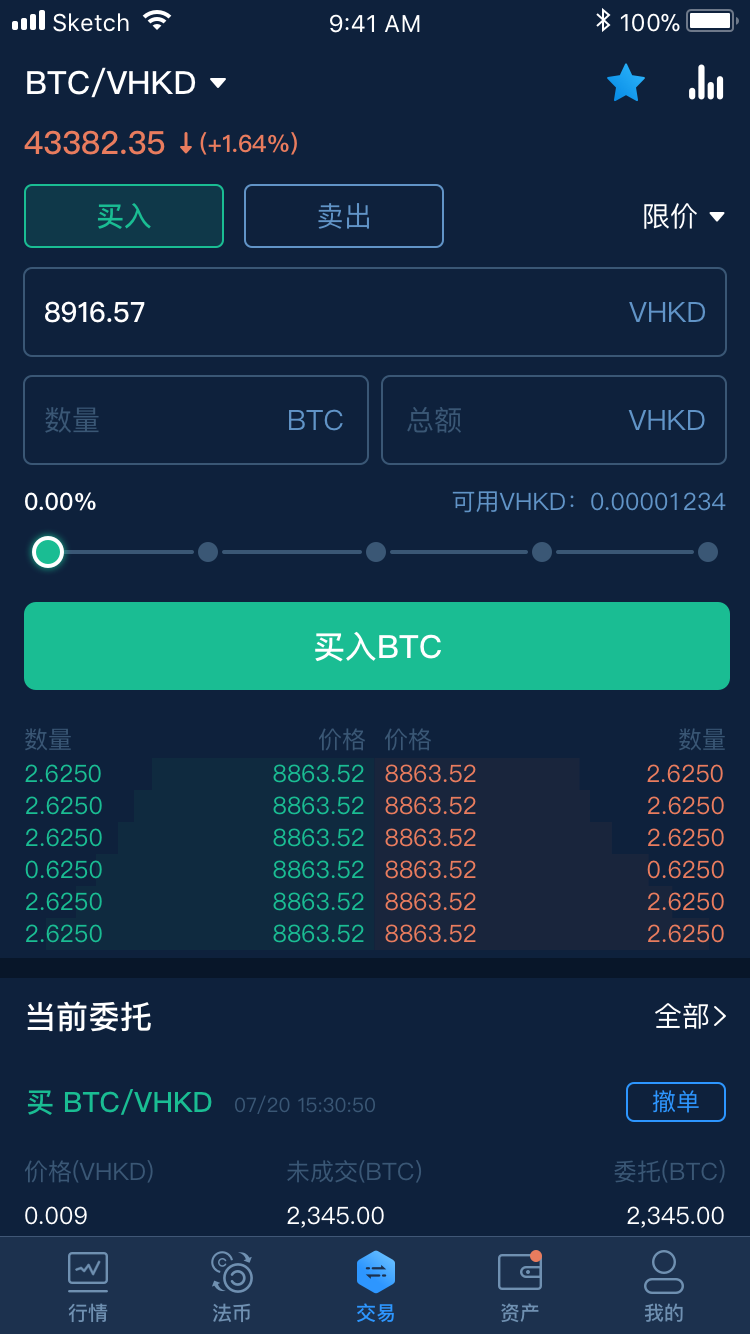 Sketch 9:41 AM 100%
BTC/VHKD
43382.35 ↓(+1.64%)
买入 卖出 限价
8916.57 VHKD
数量 BTC 总额 VHKD
0.00% 可用VHKD：0.00001234
买入BTC
数量 价格 价格 数量
2.6250 8863.52 8863.52 2.6250
2.6250 8863.52 8863.52 2.6250
2.6250 8863.52 8863.52 2.6250
0.6250 8863.52 8863.52 0.6250
2.6250 8863.52 8863.52 2.6250
2.6250 8863.52 8863.52 2.6250
当前委托 全部
买 BTC/VHKD 07/20 15:30:50 撤单
价格(VHKD) 未成交(BTC) 委托(BTC)
0.009 2,345.00 2,345.00
行情 法币 交易 资产 我的